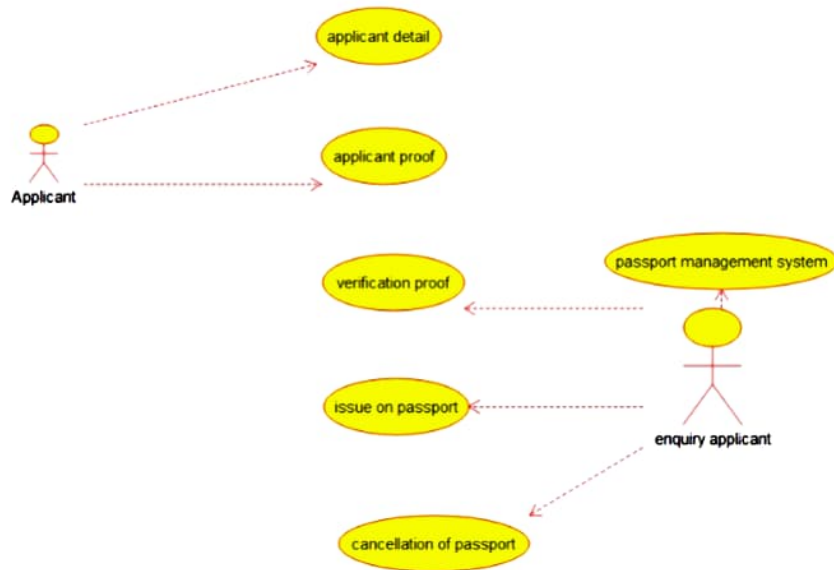 applicant detail
applicant proof
Applicant
passport management system
verification proof
issue on passport
enquiry applicant
cancellation of passport